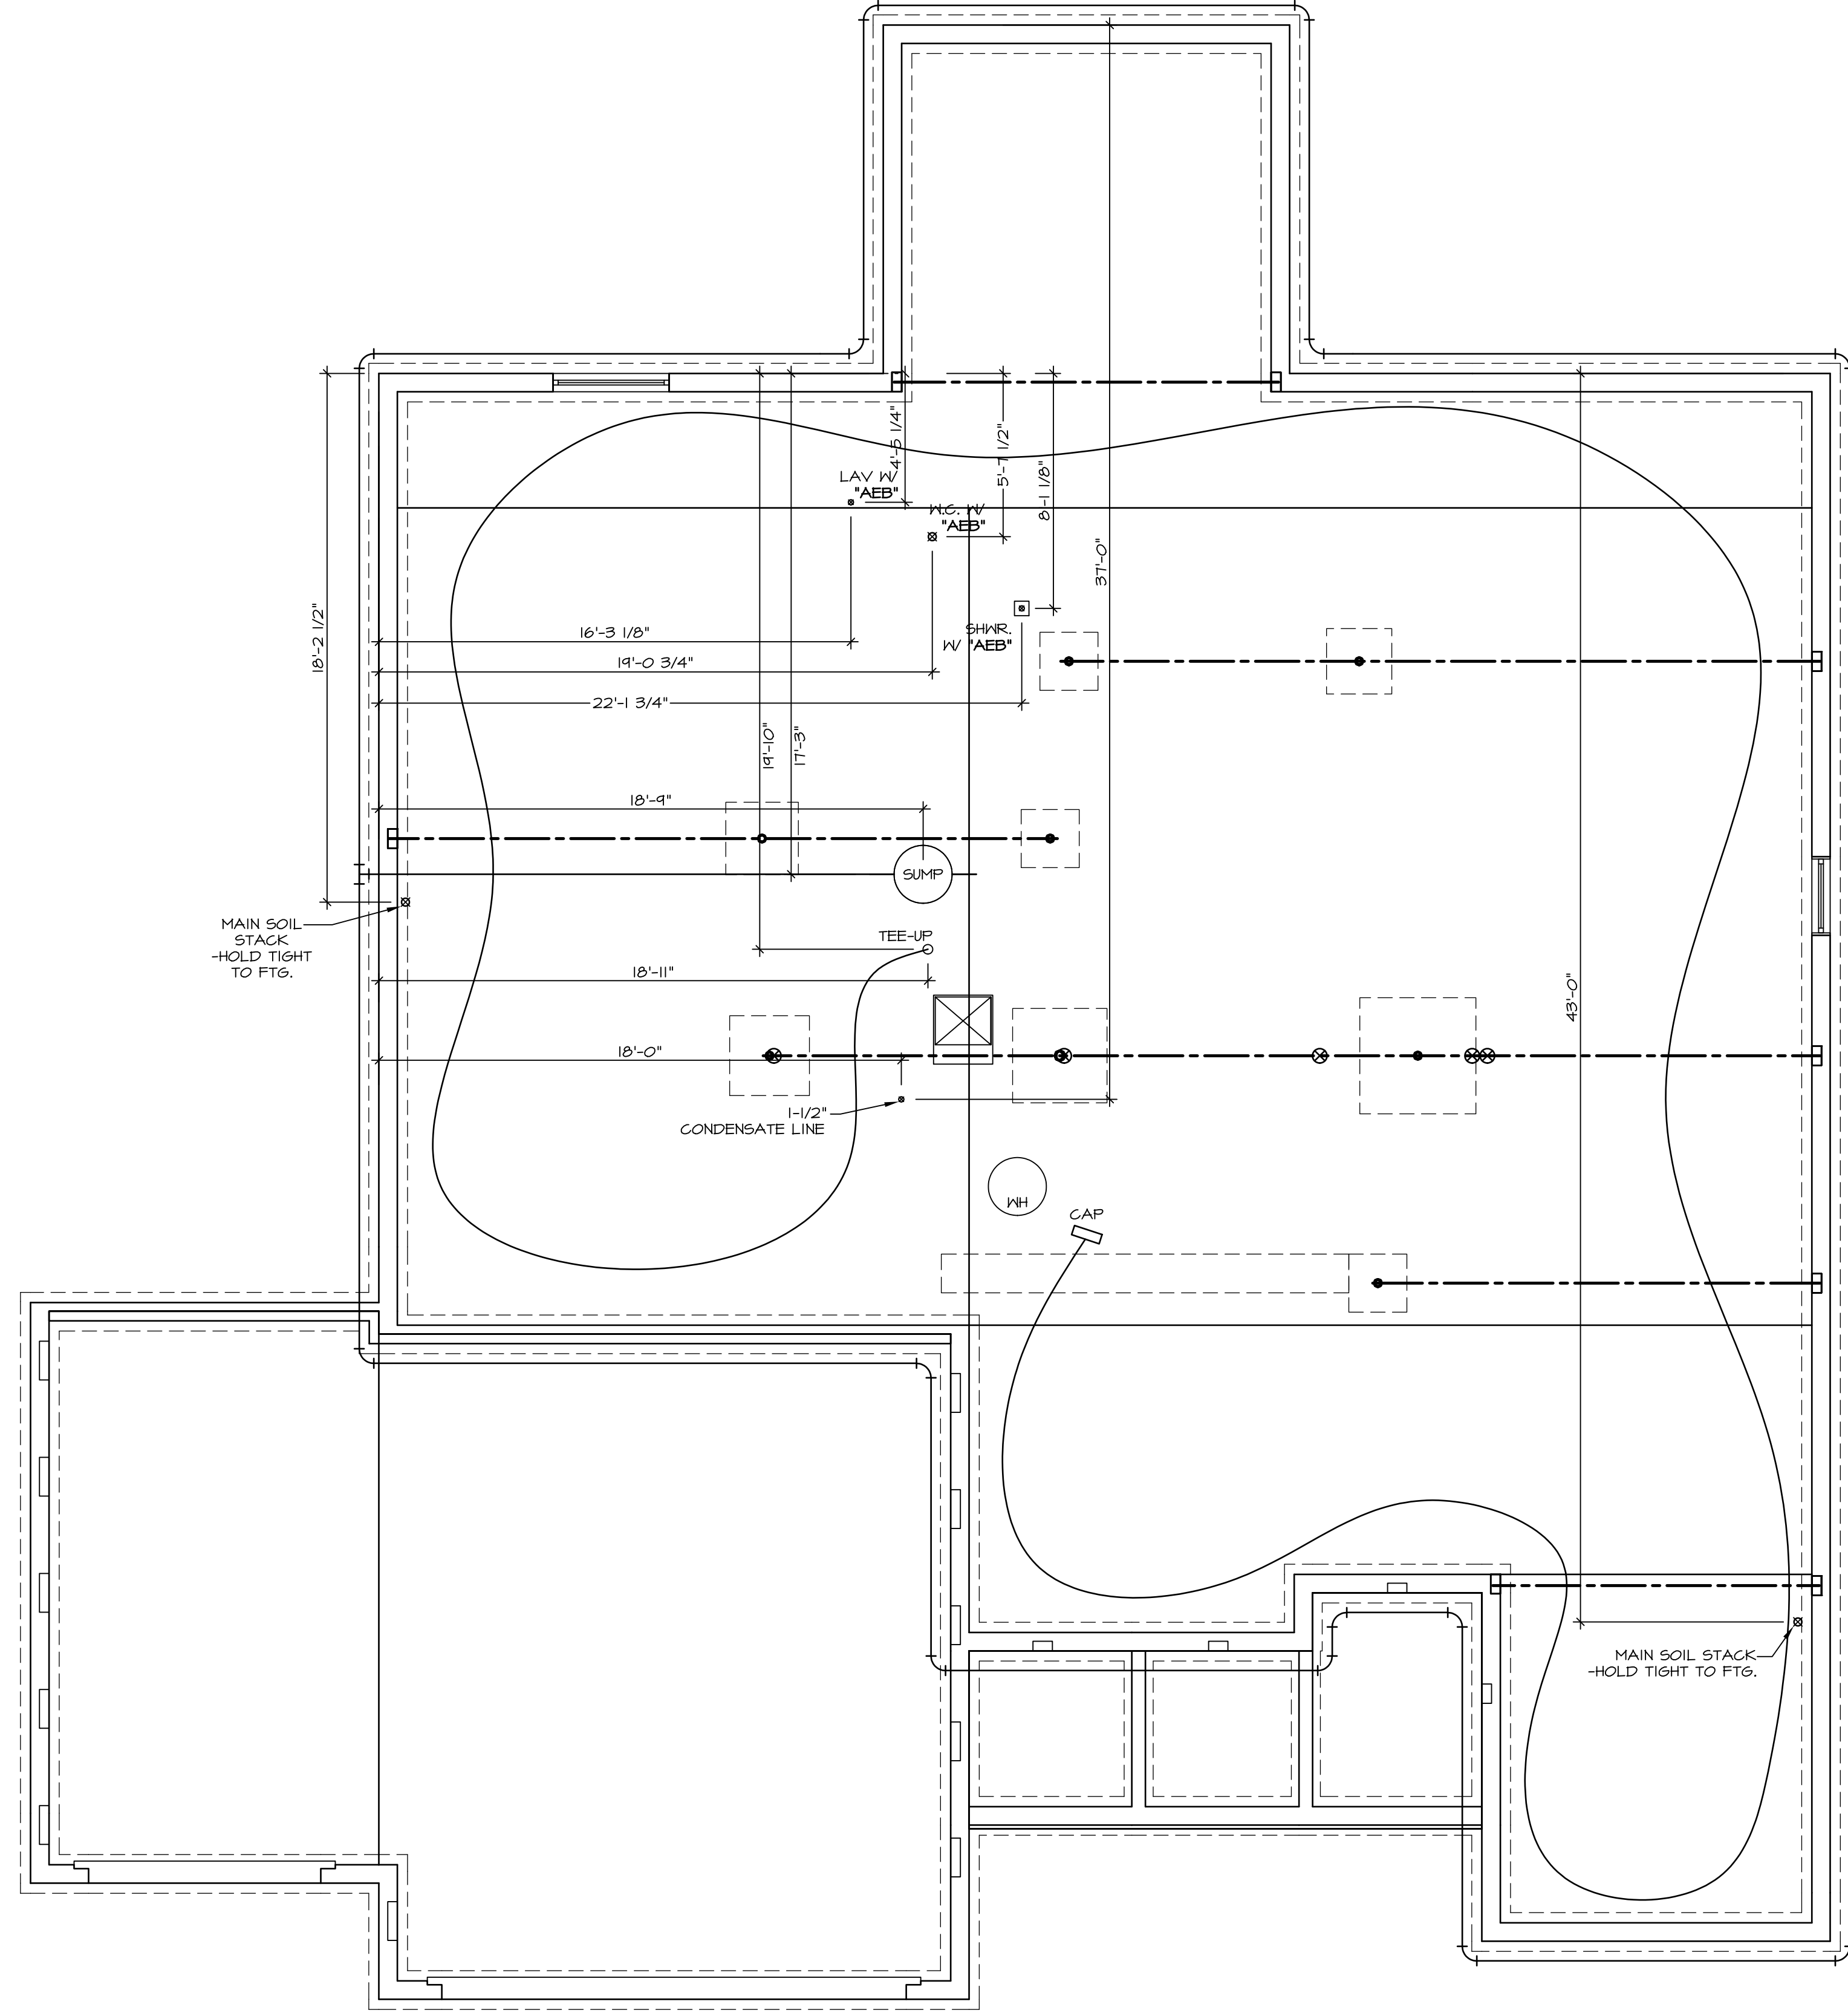 4'-5 1/4"
5'-7 1/2"
8'-1 1/8"
LAV W/
"AEB"
W.C. W/
"AEB"
37'-0"
18'-2 1/2"
16'-3 1/8"
SHWR.
W/ "AEB"
19'-0 3/4"
22'-1 3/4"
19'-10"
17'-3"
18'-9"
SUMP
MAIN SOIL
STACK
-HOLD TIGHT
TO FTG.
TEE-UP
18'-11"
43'-0"
18'-0"
1-1/2"
CONDENSATE LINE
WH
CAP
MAIN SOIL STACK
-HOLD TIGHT TO FTG.